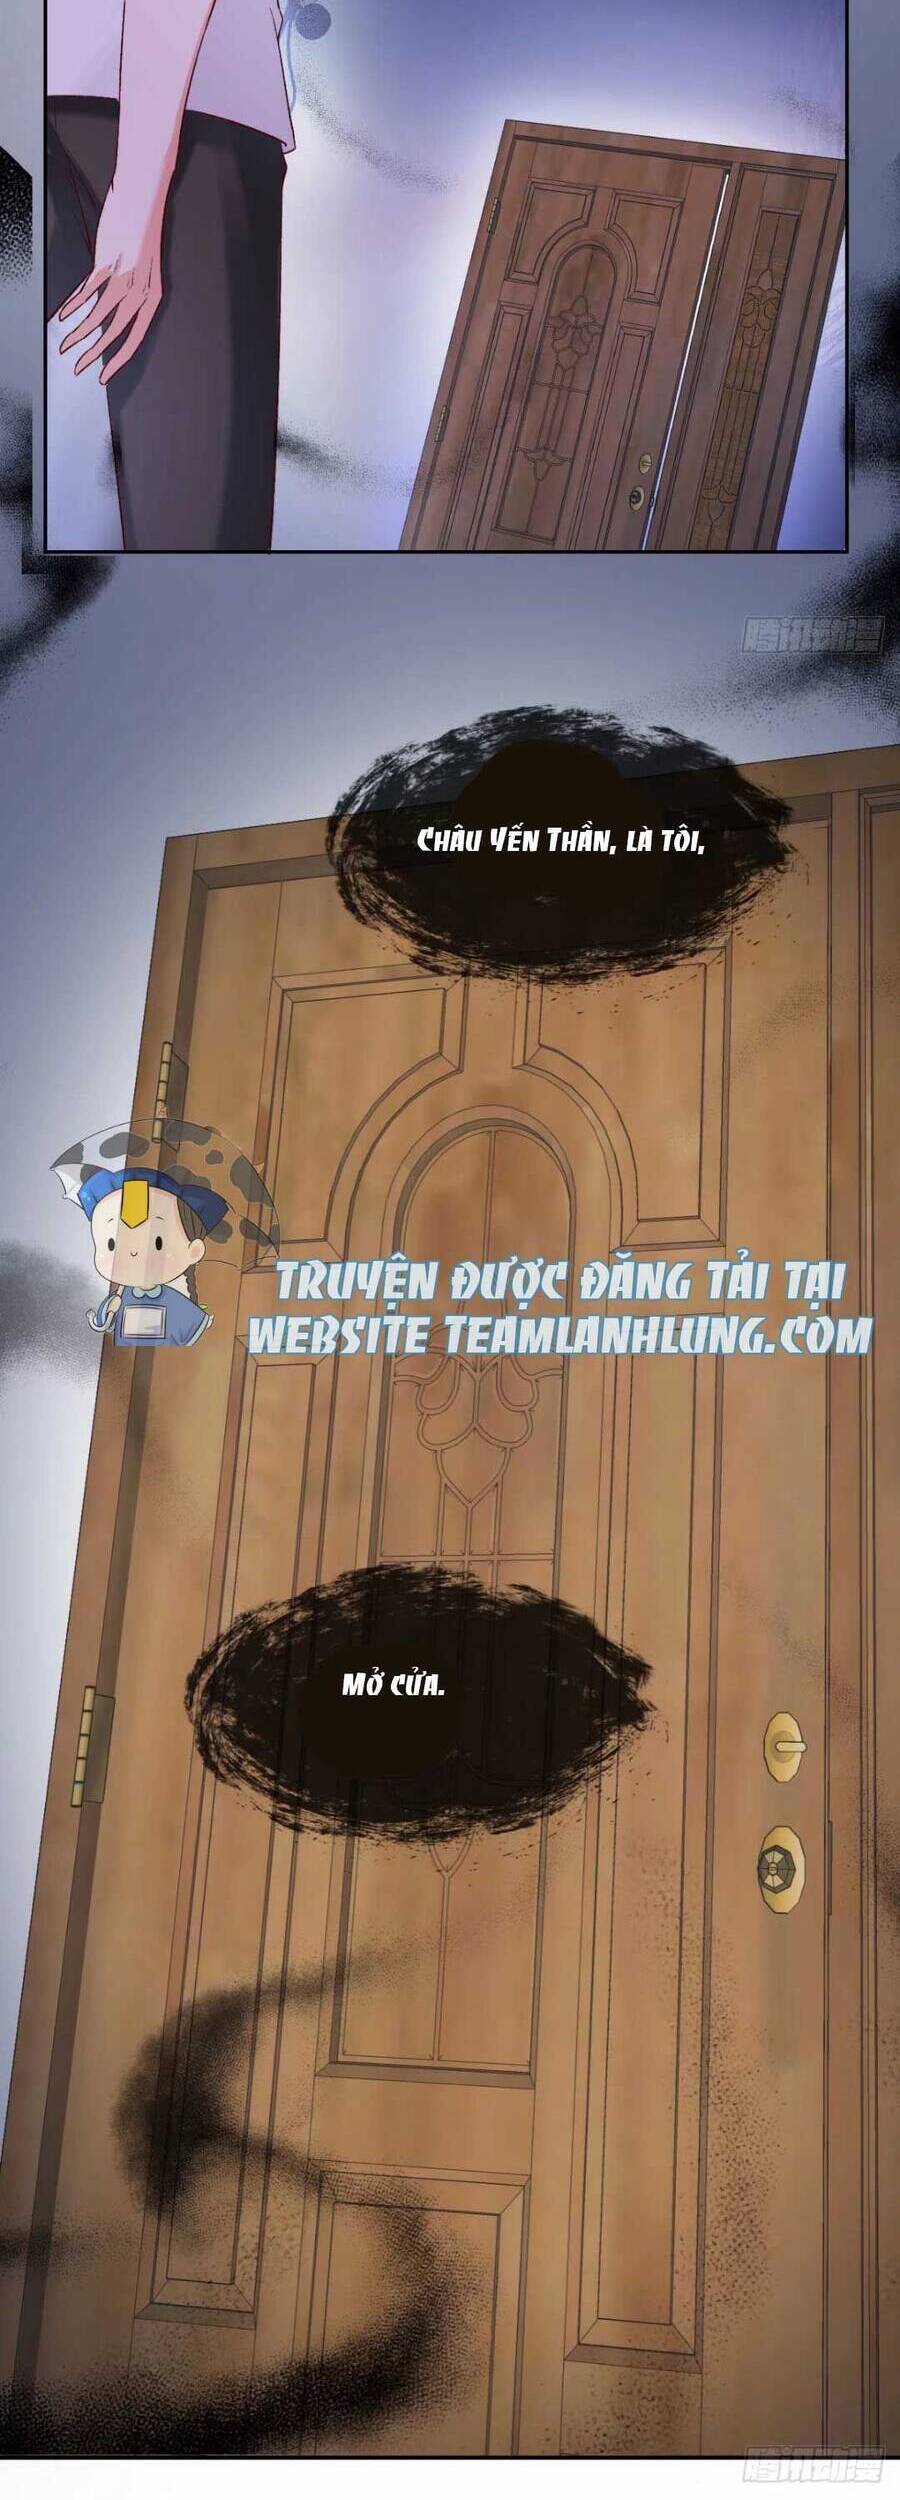 腾讯动漫
CHÂU YẾN THẦN, LÀ TÔI,
TRUYỆN ĐƯỢC ĐĂNG TẢI TẠI
WEBSITE TEAMLANHLUNG.COM
MỞ CỬA.
腾讯动漫